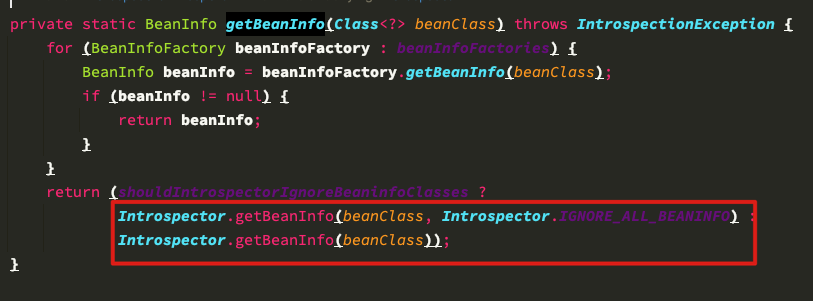 private static BeanInfo getBeanInfo(Class<?> beanClass) throws IntrospectionException {
for (BeanInfoFactory beanInfoFactory : beanInfoFactories) {
BeanInfo beanInfo = beanInfoFactory.getBeanInfo(beanClass);
if (beanInfo != null) {
return beanInfo;
}
}
return (shouldIntrospectorIgnoreBeaninfoClasses ?
Introspector.getBeanInfo(beanClass, Introspector.IGNORE_ALL_BEANINFO) :
Introspector.getBeanInfo(beanClass));
}